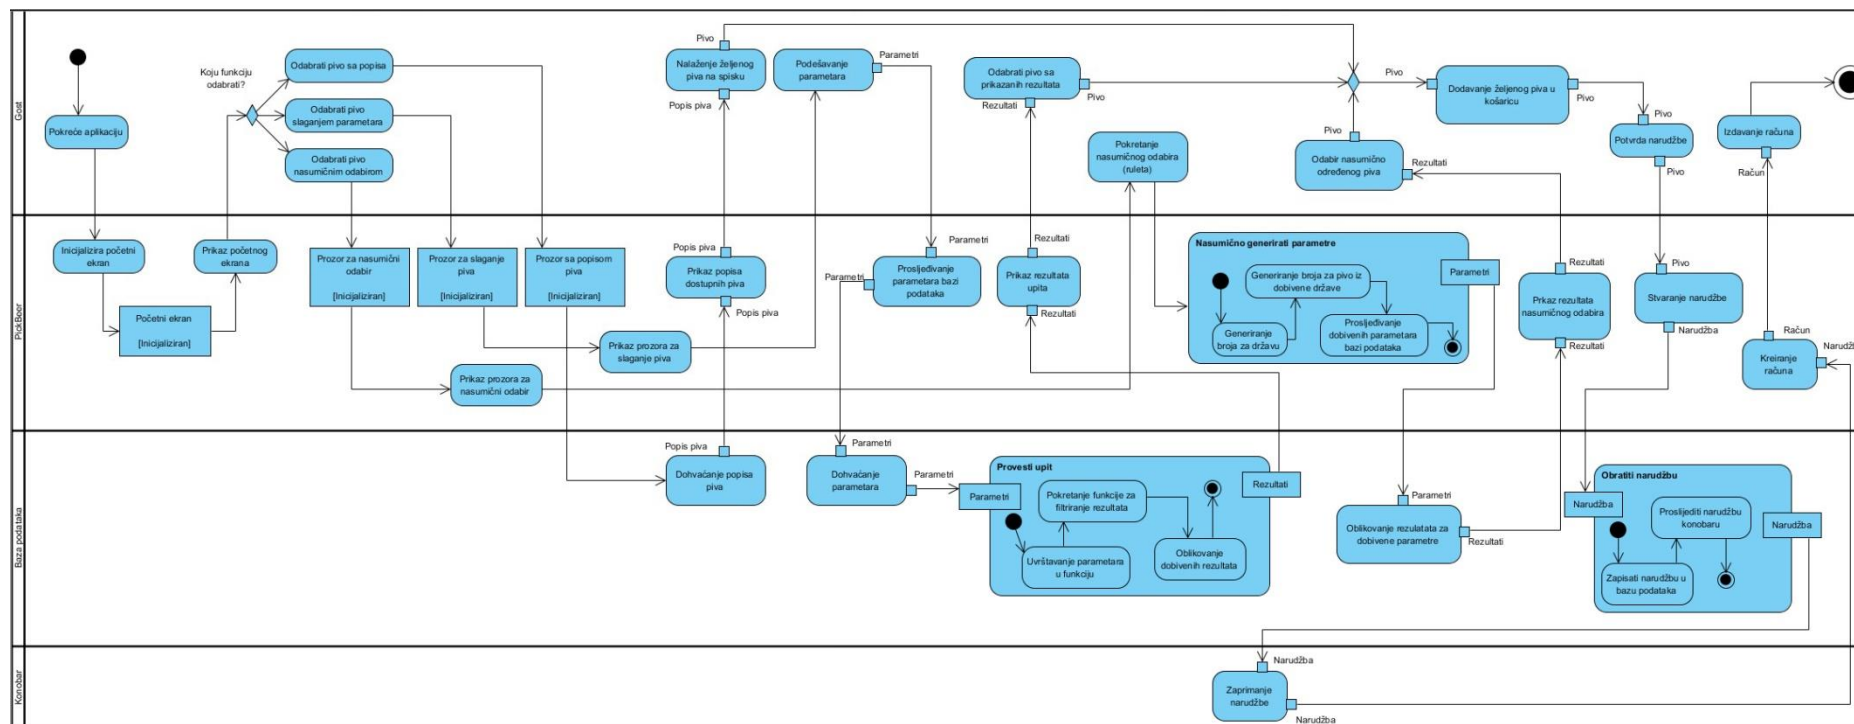 Gost
Pokreće aplikaciju
Koju funkciju
odabrati?
Odabrati pivo sa popisa
Odabrati pivo
slaganjem parametara
Odabrati pivo
nasumičnim odabirom
Pivo
Nalaženje željenog
piva na spisku
Popis piva
Podešavanje
parametara
Parametri
Odabrati pivo sa
prikazanih rezultata
Rezultati
Pivo
Pokretanje
nasumičnog odabira
(ruleta)
Pivo
Odabir nasumično
određenog piva
Rezultati
Pivo
Dodavanje željenog piva u
košaricu
Pivo
Pivo
Potvrda narudžbe
Pivo
Izdavanje računa
Račun
PickBeer
Inicijalizira početni
ekran
Početni ekran
[Inicijaliziran]
Prikaz početnog
ekrana
Prozor za nasumični
odabir
[Inicijaliziran]
Prozor za slaganje
piva
[Inicijaliziran]
Prozor sa popisom
piva
[Inicijaliziran]
Prikaz prozora za
nasumični odabir
Prikaz prozora za
slaganje piva
Popis piva
Prikaz popisa
dostupnih piva
Popis piva
Parametri
Parametri
Prosljeđivanje
parametara bazi
podataka
Rezultati
Prikaz rezultata
upita
Rezultati
Nasumično generirati parametre
Generiranje
broja za državu
Generiranje broja za pivo iz
dobivene države
Prosljeđivanje
dobivenih parametara
bazi podataka
Parametri
Rezultati
Prkaz rezultata
nasumičnog odabira
Rezultati
Pivo
Stvaranje narudžbe
Narudžba
Račun
Kreiranje
računa
Baza podataka
Popis piva
Dohvaćanje popisa
piva
Parametri
Dohvaćanje
parametara
Parametri
Provesti upit
Parametri
Uvrštavanje parametara
u funkciju
Pokretanje funkcije za
filtriranje rezultata
Oblikovanje
dobivenih rezultata
Rezultati
Parametri
Oblikovanje rezulatata za
dobivene parametre
Rezultati
Obratiti narudžbu
Narudžba
Zapisati narudžbu u
bazu podataka
Proslijediti narudžbu
konobaru
Narudžba
Konobar
Narudžba
Zaprimanje
narudžbe
Narudžba